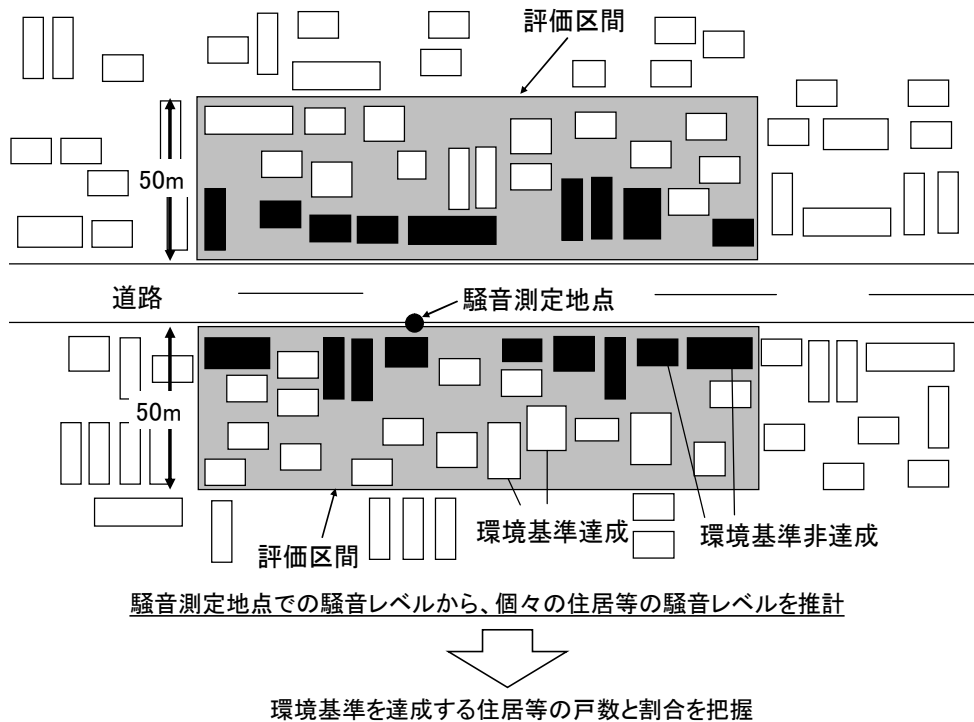 評価区間
50m
道路
騒音測定地点
50m
環境基準達成
環境基準非達成
評価区間
騒音測定地点での騒音レベルから、個々の住居等の騒音レベルを推計
環境基準を達成する住居等の戸数と割合を把握